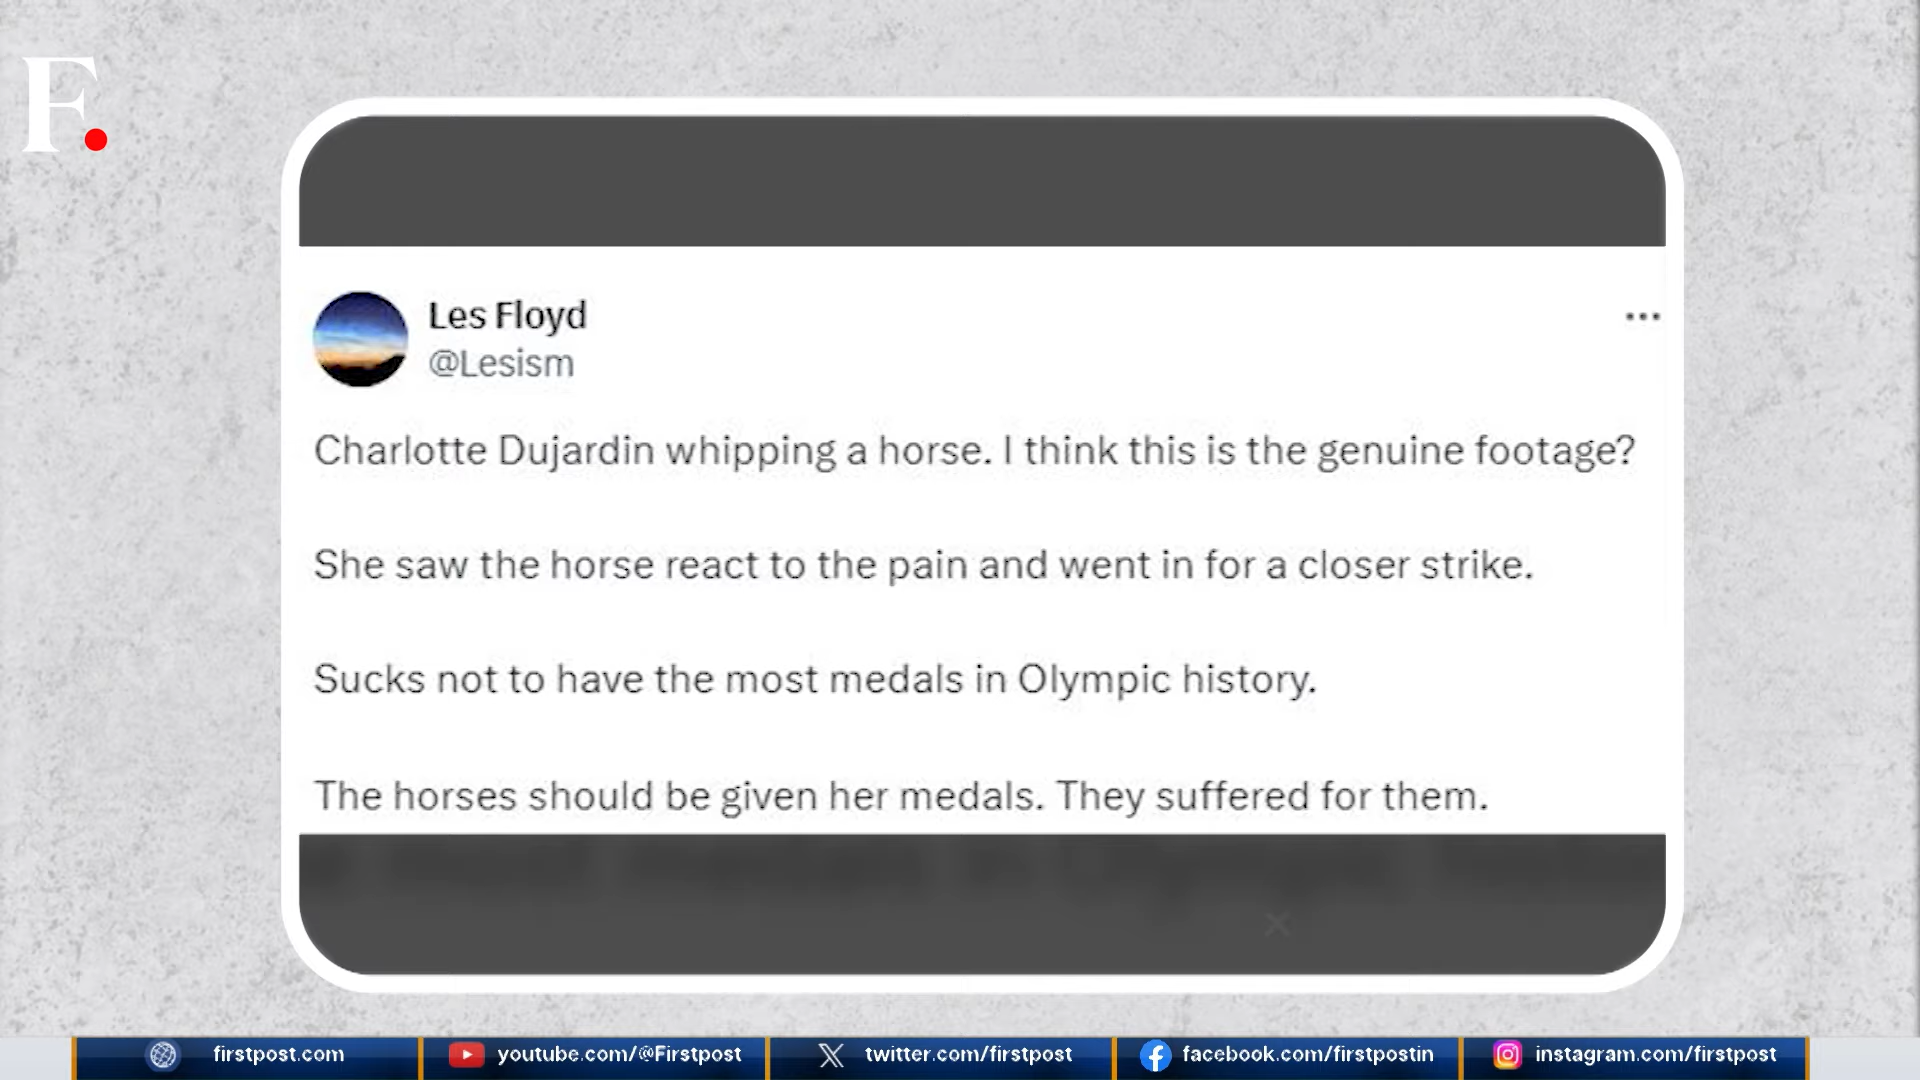 F.
Les Floyd
@Lesism
Charlotte Dujardin whipping a horse. I think this is the genuine footage?
She saw the horse react to the pain and went in for a closer strike.
Sucks not to have the most medals in Olympic history.
The horses should be given her medals. They suffered for them.
firstpost.com youtube.com/@Firstpost twitter.com/firstpost facebook.com/firstpostin instagram.com/firstpost